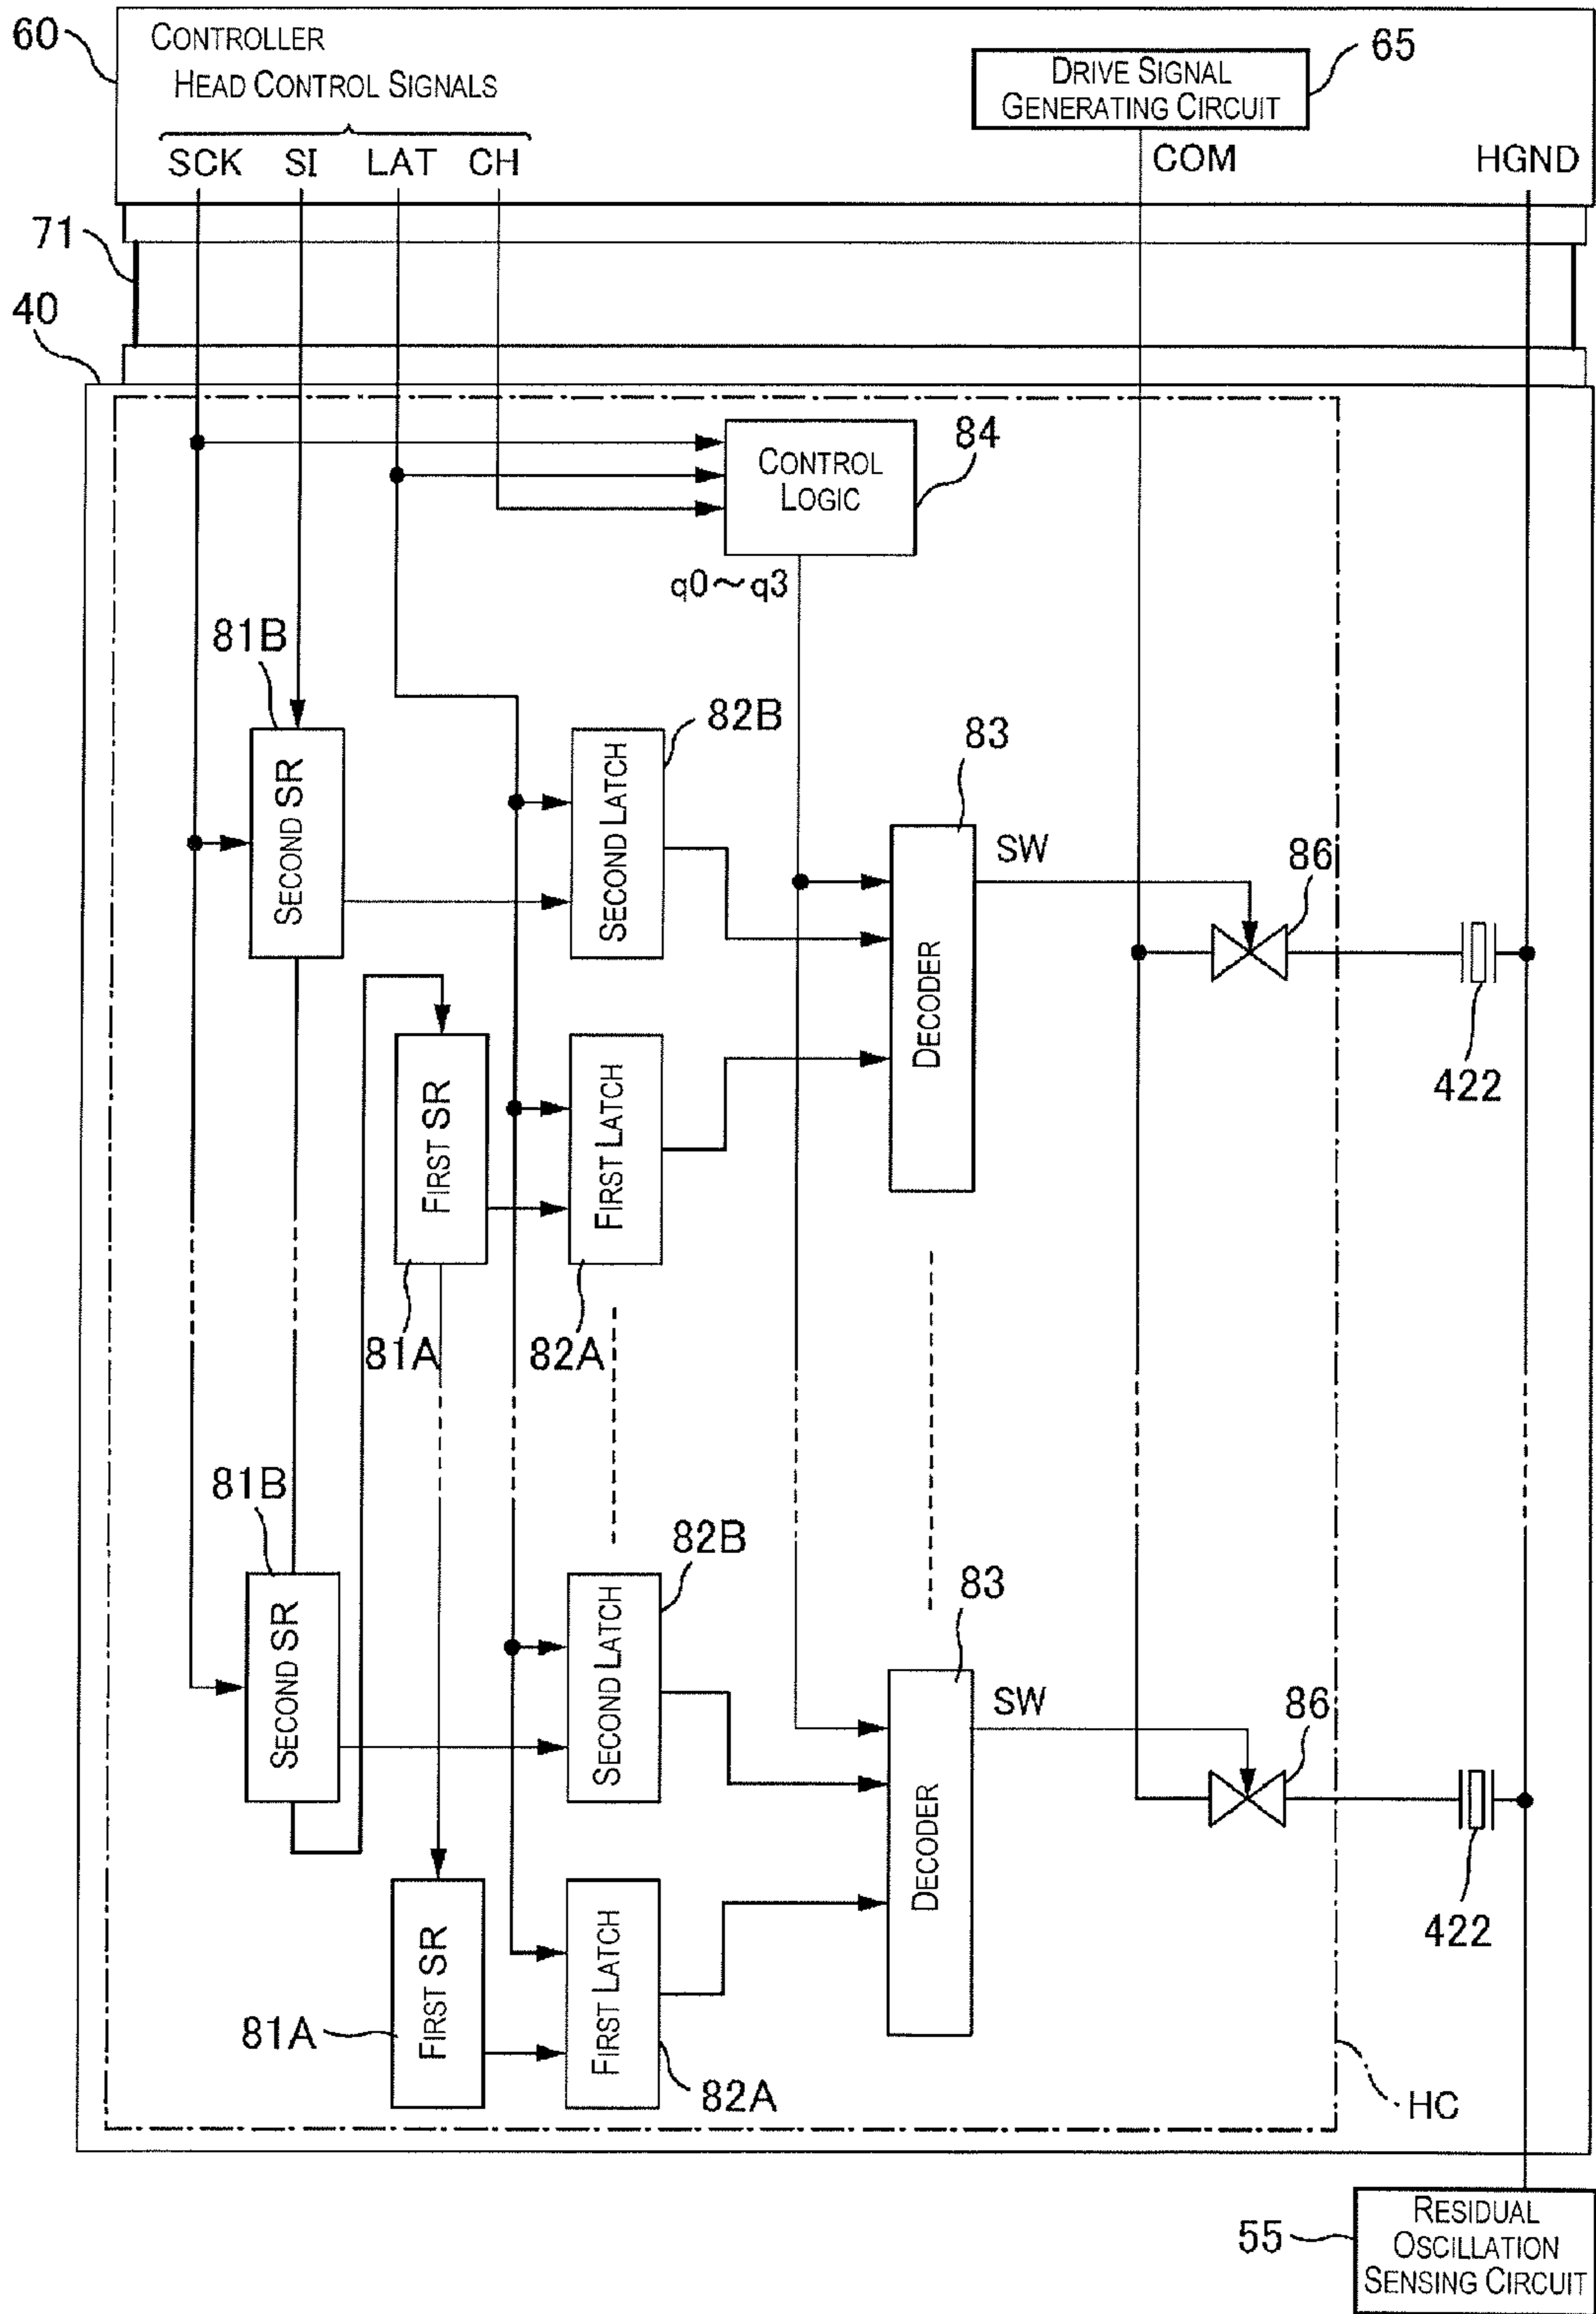 60
CONTROLLER
HEAD CONTROL SIGNALS
SCK SI LAT CH
DRIVE SIGNAL
GENERATING CIRCUIT
65
COM
HGND
71
40
CONTROL
LOGIC
84
q0～q3
81B
SECOND SR
82B
SECOND LATCH
83
DECODER
SW
86
422
FIRST SR
81A
FIRST LATCH
82A
81B
SECOND SR
82B
SECOND LATCH
83
DECODER
SW
86
422
81A
FIRST SR
FIRST LATCH
82A
HC
55
RESIDUAL
OSCILLATION
SENSING CIRCUIT